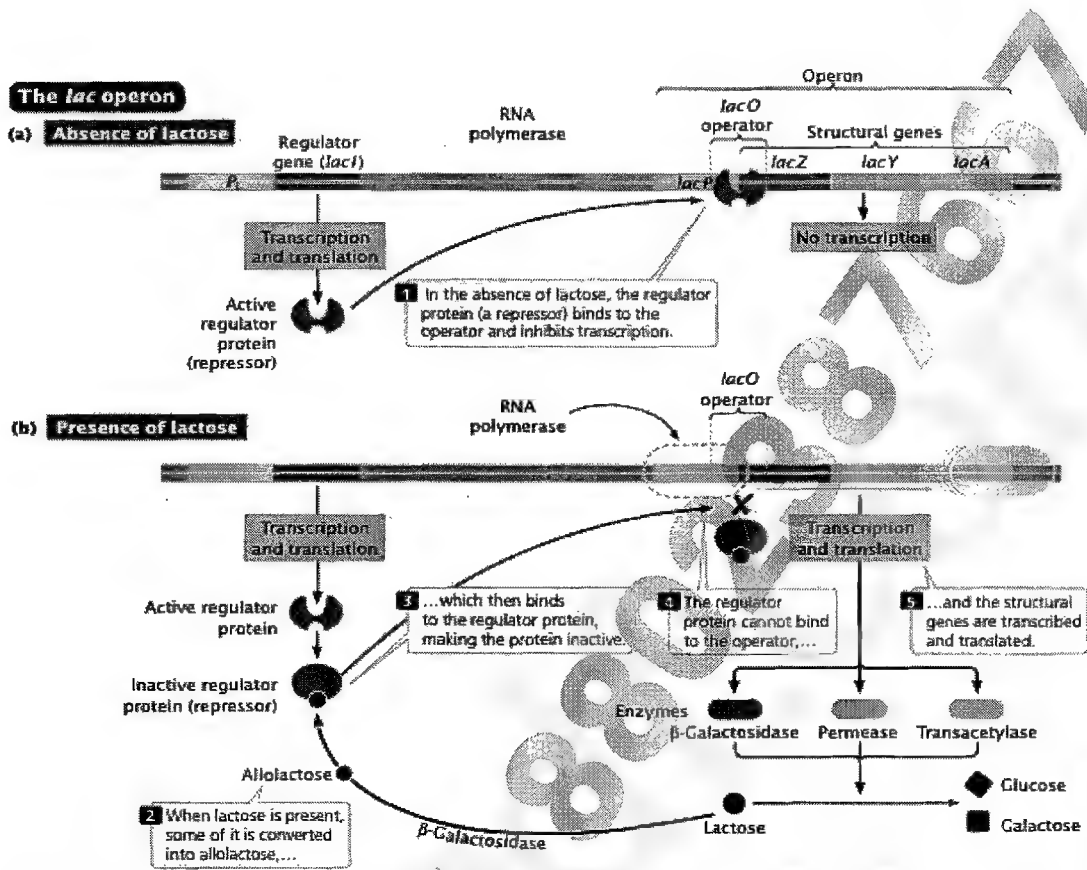 The lac operon
(a) Absence of lactose
Operon
lacO
operator
RNA
polymerase
Regulator
gene (lacI)
Structural genes
lacZ
lacY
lacA
PI
lacP
Transcription
and translation
No transcription
Active
regulator
protein
(repressor)
1 In the absence of lactose, the regulator
protein (a repressor) binds to the
operator and inhibits transcription.
(b) Presence of lactose
RNA
polymerase
lacO
operator
Transcription
and translation
Transcription
and translation
Active regulator
protein
3 ...which then binds
to the regulator protein,
making the protein inactive.
4 The regulator
protein cannot bind
to the operator,...
5 ...and the structural
genes are transcribed
and translated.
Inactive regulator
protein (repressor)
Enzymes
β-Galactosidase
Permease
Transacetylase
Allolactose
2 When lactose is present,
some of it is converted
into allolactose,...
β-Galactosidase
Lactose
Glucose
Galactose